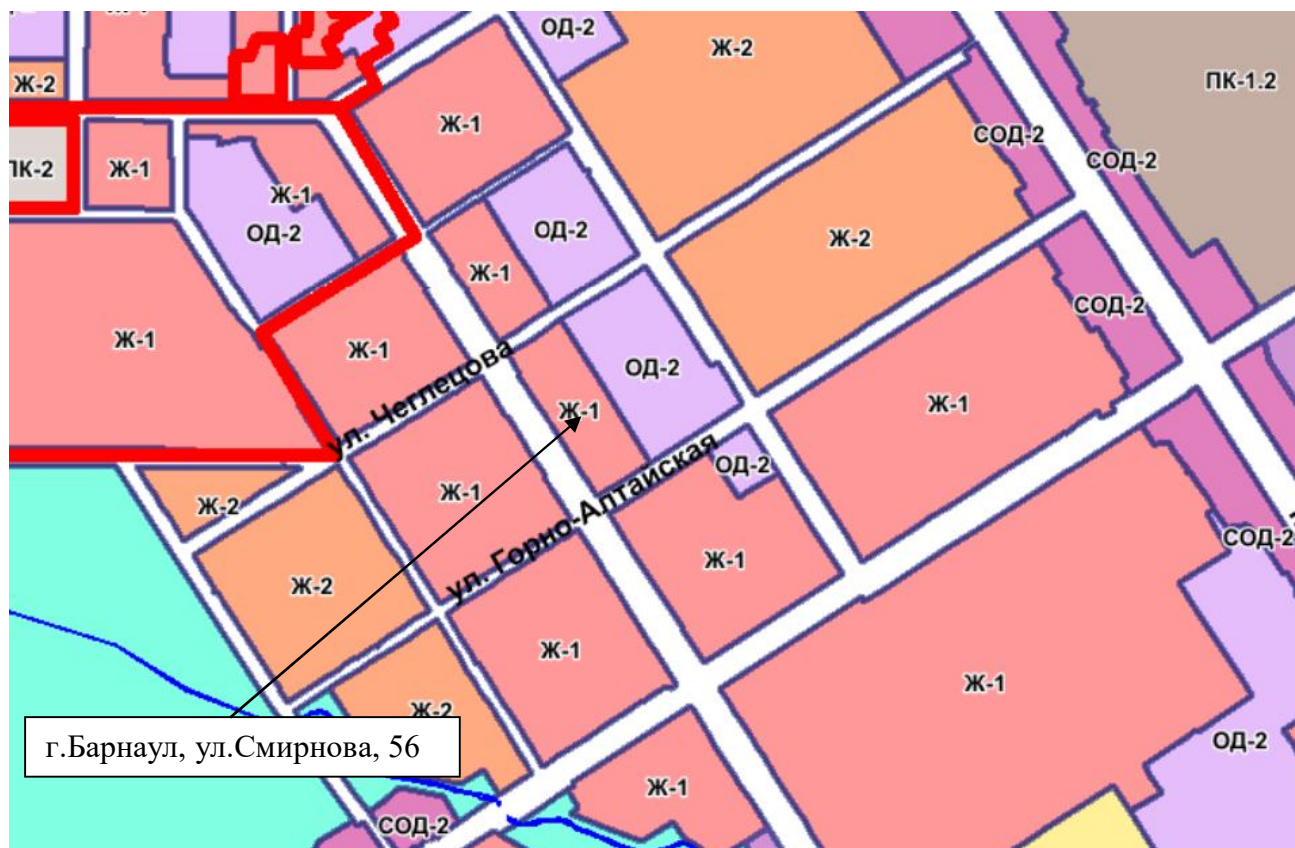 Ж-1
ОД-2
Ж-2
Ж-2
ПК-1.2
Ж-1
СОД-2
СОД-2
ПК-2
Ж-1
Ж-1
ОД-2
ОД-2
Ж-2
Ж-1
СОД-2
Ж-1
Ж-1
ул. Чеглецова
ОД-2
Ж-1
Ж-1
ул. Горно-Алтайская
ОД-2
Ж-1
Ж-2
СОД-2
Ж-1
Ж-2
Ж-1
Ж-1
Ж-2
г.Барнаул, ул.Смирнова, 56
ОД-2
Ж-1
СОД-2